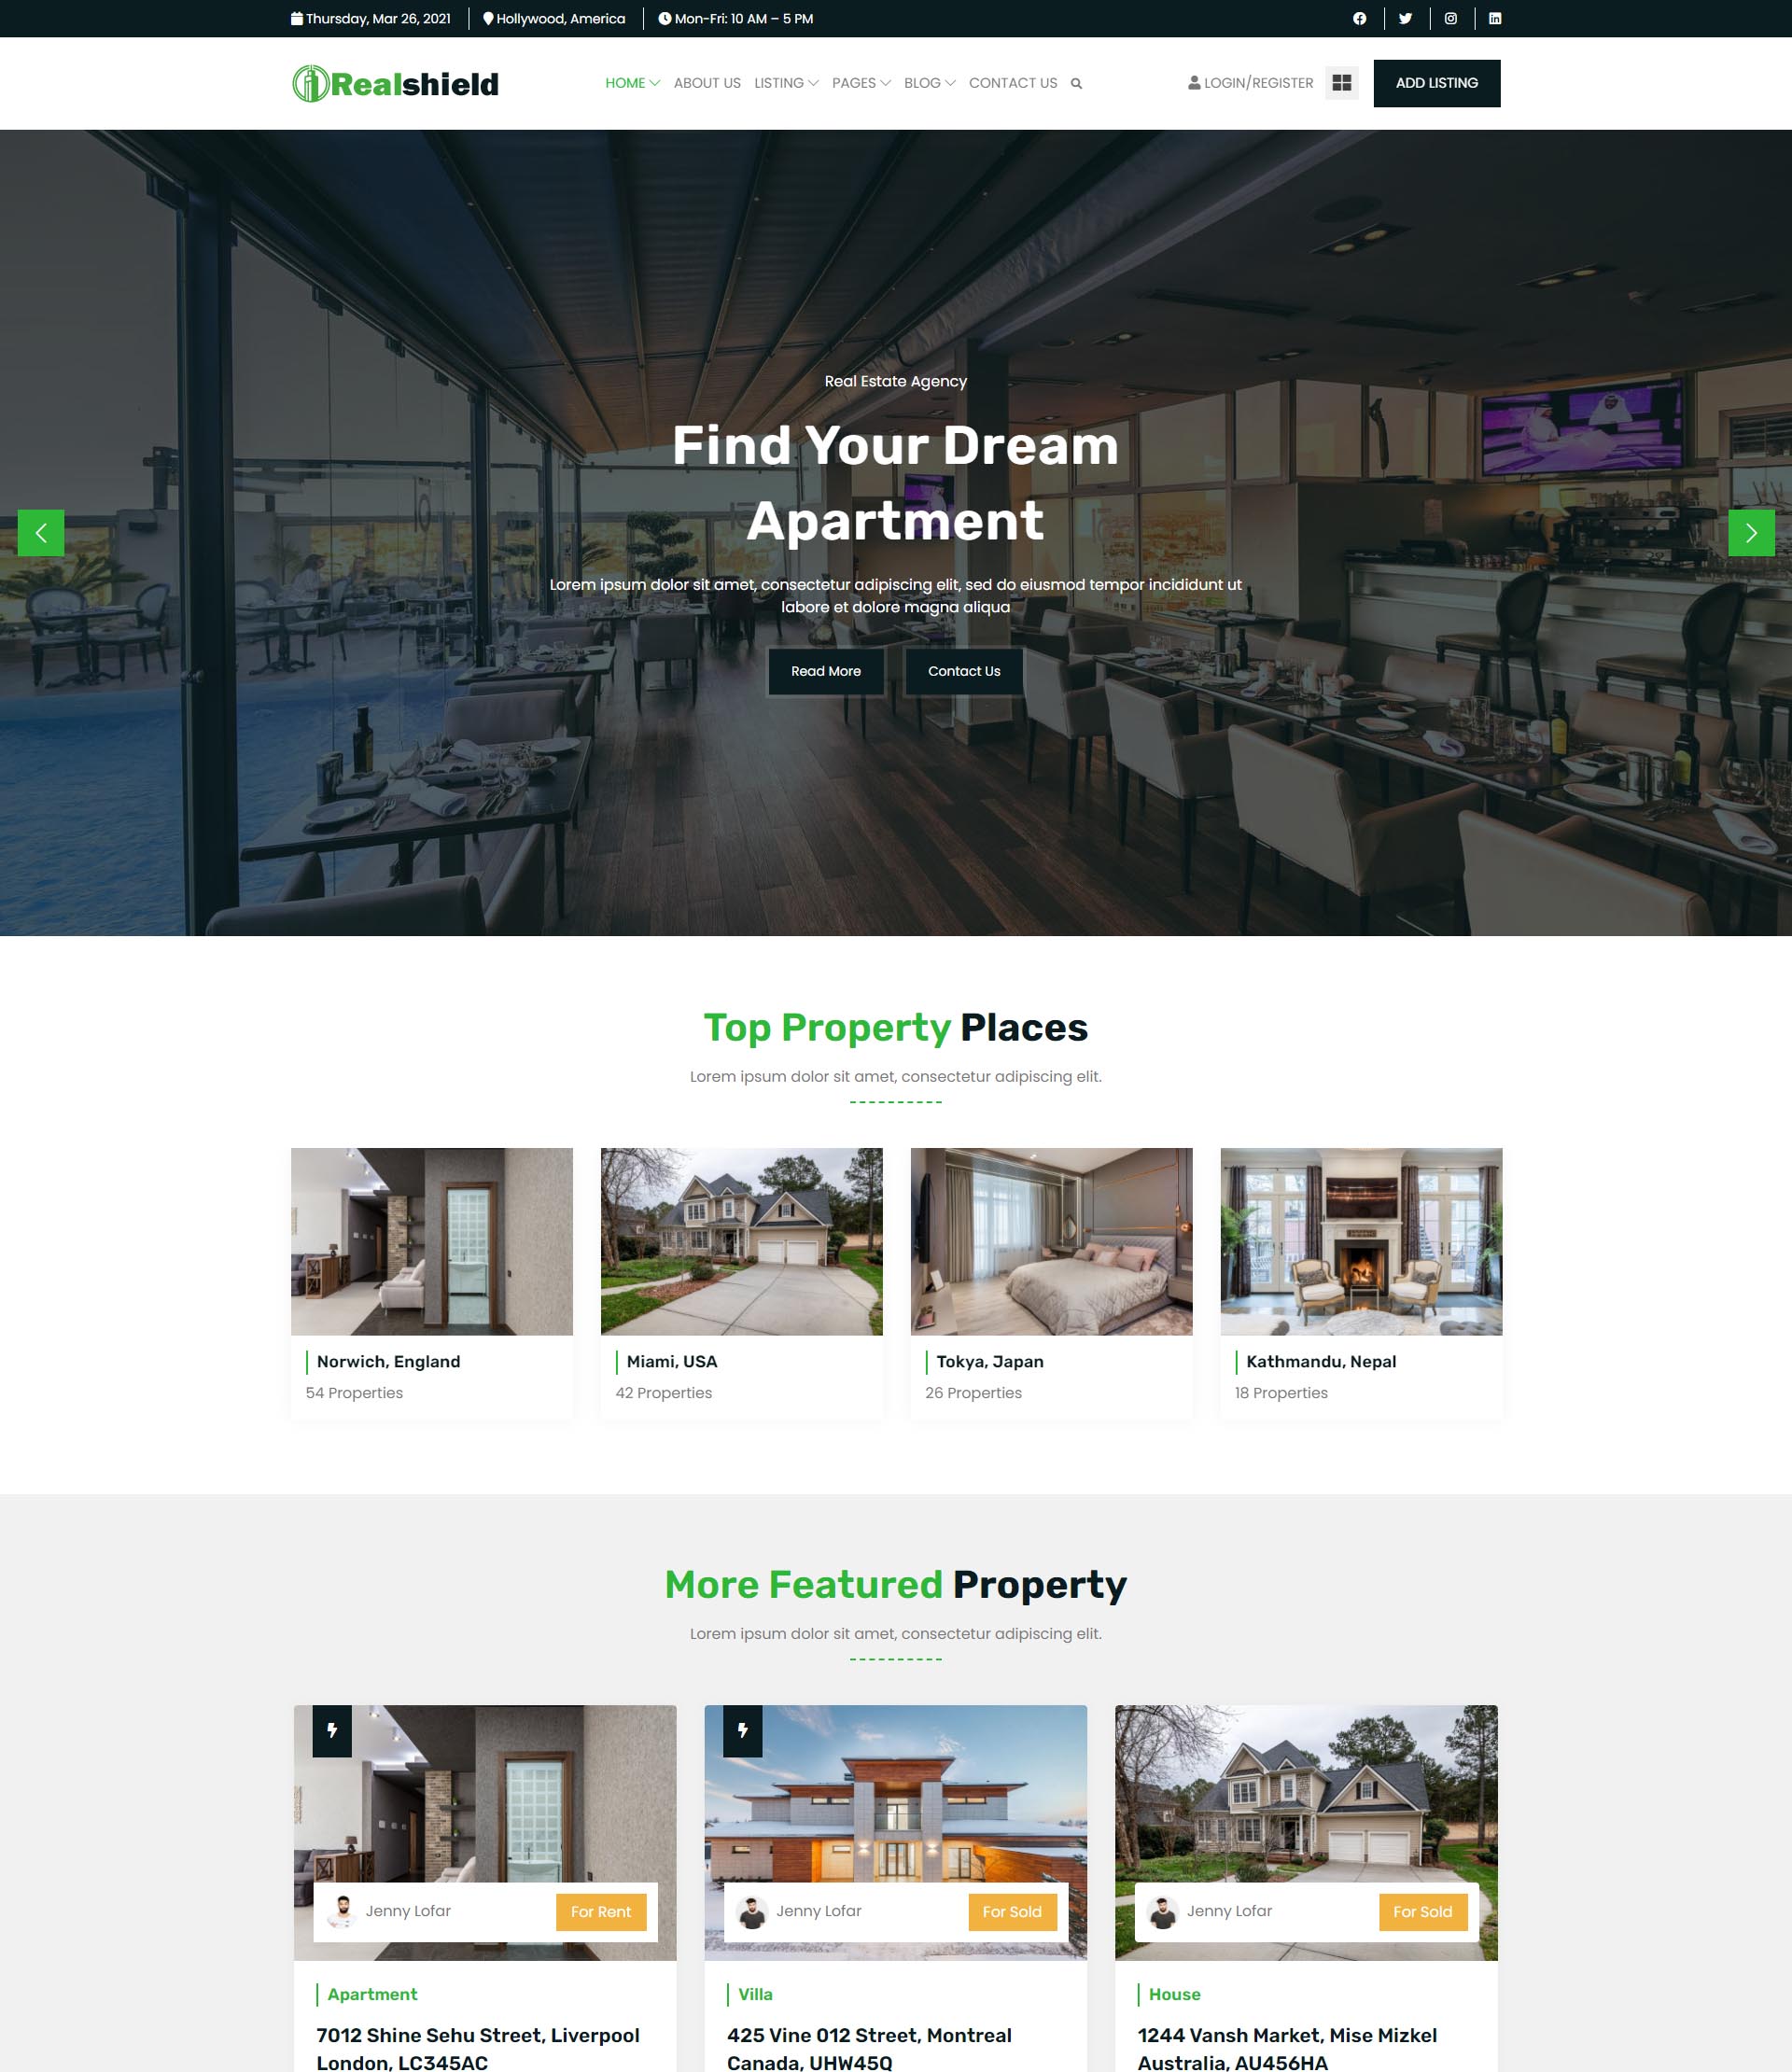 Thursday, Mar 26, 2021 Hollywood, America Mon-Fri: 10 AM – 5 PM
Realshield HOME ABOUT US LISTING PAGES BLOG CONTACT US LOGIN/REGISTER ADD LISTING
Real Estate Agency
Find Your Dream
Apartment
Lorem ipsum dolor sit amet, consectetur adipiscing elit, sed do eiusmod tempor incididunt ut
labore et dolore magna aliqua
Read More Contact Us
Top Property Places
Lorem ipsum dolor sit amet, consectetur adipiscing elit.
Norwich, England
54 Properties
Miami, USA
42 Properties
Tokya, Japan
26 Properties
Kathmandu, Nepal
18 Properties
More Featured Property
Lorem ipsum dolor sit amet, consectetur adipiscing elit.
Jenny Lofar For Rent
Apartment
7012 Shine Sehu Street, Liverpool
London, LC345AC
Jenny Lofar For Sold
Villa
425 Vine 012 Street, Montreal
Canada, UHW45Q
Jenny Lofar For Sold
House
1244 Vansh Market, Mise Mizkel
Australia, AU456HA